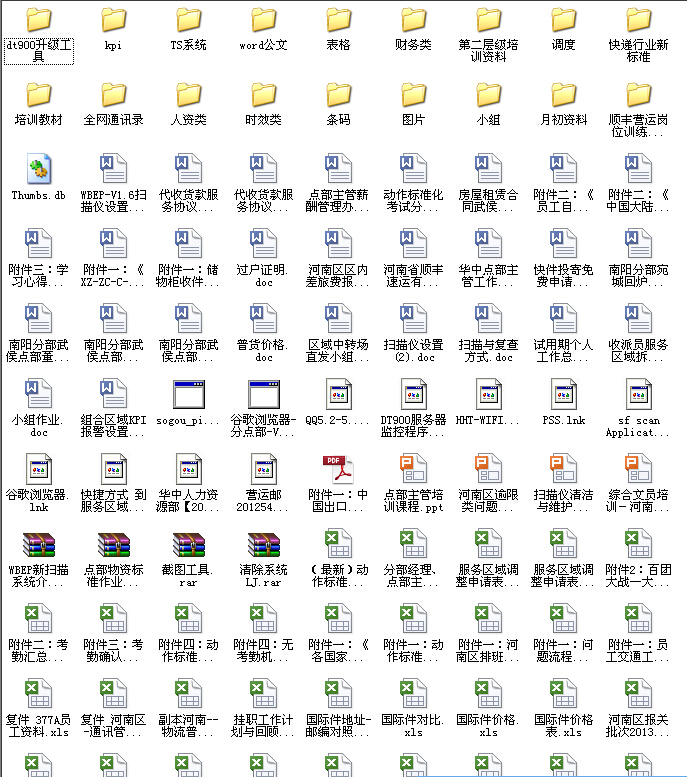 dt900升级工
具
kpi
TS系统
word公文
表格
财务类
第二层级培
训资料
调度
快递行业新
标准
培训教材
全网通讯录
人资类
时效类
条码
图片
小组
月初资料
顺丰营运岗
位训练...
Thumbs.db
WBEP-V1.6扫
描仪设置...
代收货款服
务协议...
代收货款服
务协议...
点部主管薪
酬管理办...
动作标准化
考试分...
房屋租赁合
同武侯...
附件二：《
员工自...
附件二：《
中国大陆...
附件三：学
习心得...
附件一：《
XZ-ZC-C-...
附件一：储
物柜收件...
过户证明.
doc
河南区区内
差旅费报...
河南省顺丰
速运有...
华中点部主
管工作...
快件投寄免
费申请...
南阳分部宛
城回炉...
南阳分部武
侯点部董...
南阳分部武
侯点部...
南阳分部武
侯点部...
普货价格.
doc
区域中转场
直发小组...
扫描仪设置
(2).doc
扫描与复查
方式.doc
试用期个人
工作总...
收派员服务
区域拆...
小组作业.
doc
组合区域KPI
报警设置...
sogou_pi...
谷歌浏览器-
分点部-V...
QQ5.2-5....
DT900服务器
监控程序...
HHT-WIFI...
PSS.lnk
sf scan
Applicat...
谷歌浏览器.
lnk
快捷方式 到
服务区域...
华中人力资
源部【20...
营运邮
201254...
附件一：中
国出口...
点部主管培
训课程.ppt
河南区逾限
类问题...
扫描仪清洁
与维护...
综合文员培
训－河南...
WBEP新扫描
系统介...
点部物资标
准作业...
截图工具.
rar
清除系统
LJ.rar
（最新）动
作标准...
分部经理、
点部主...
服务区域调
整申请表...
服务区域调
整申请表...
附件2：百团
大战一大...
附件二：考
勤汇总...
附件三：考
勤确认...
附件四：动
作标准...
附件四：无
考勤机...
附件一：《
各国家...
附件一：动
作标准...
附件一：河
南区排班...
附件一：问
题流程...
附件一：员
工交通工...
复件 377A员
工资料.xls
复件 河南区
-通讯管...
副本河南--
物流普...
挂职工作计
划与回顾...
国际件地址-
邮编对照...
国际件对比.
xls
国际件价格.
xls
国际件价格
表.xls
河南区报关
批次2013...